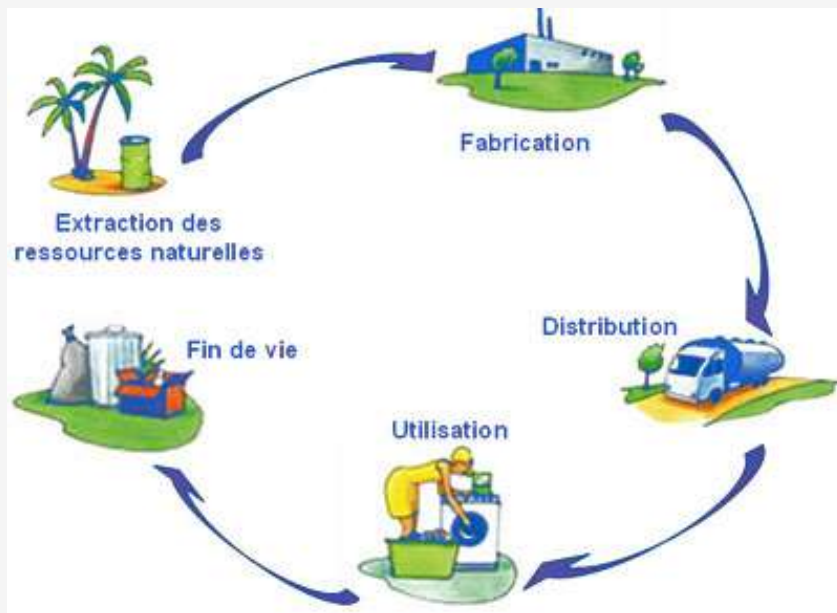 Fabrication
Extraction des
ressources naturelles
Distribution
Fin de vie
Utilisation